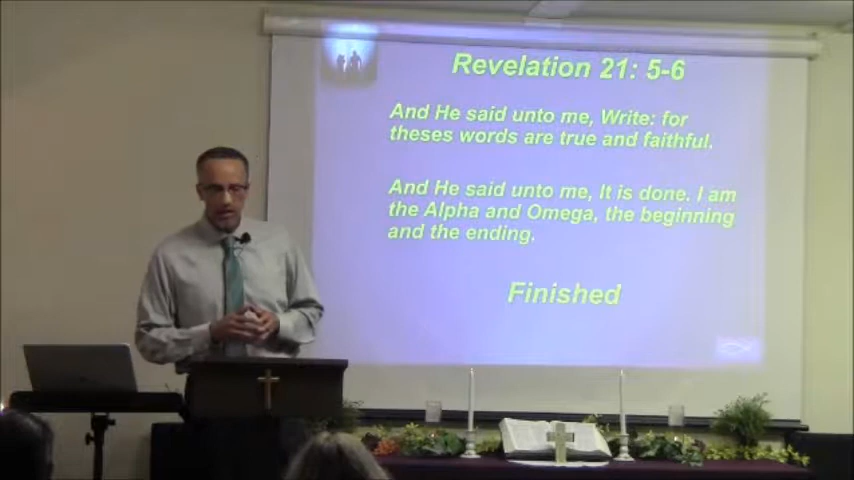 Revelation 21: 5-6
And He said unto me, Write: for
theses words are true and faithful.
And He said unto me, It is done. I am
the Alpha and Omega, the beginning
and the ending.
Finished